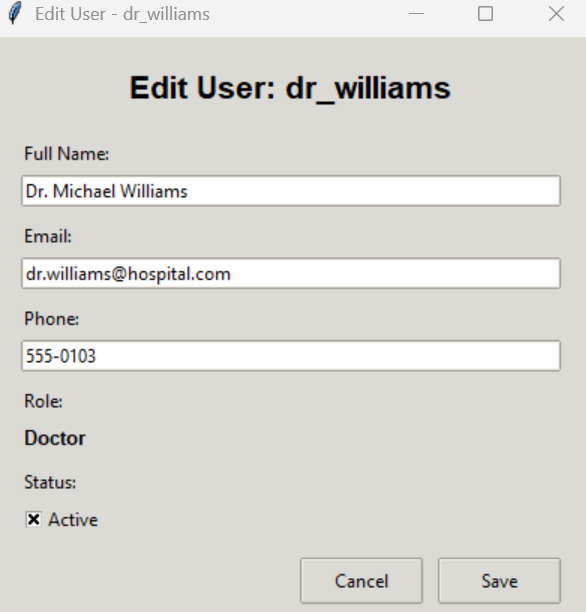 Edit User - dr_williams
Edit User: dr_williams
Full Name:
Dr. Michael Williams
Email:
dr.williams@hospital.com
Phone:
555-0103
Role:
Doctor
Status:
Active
Cancel Save